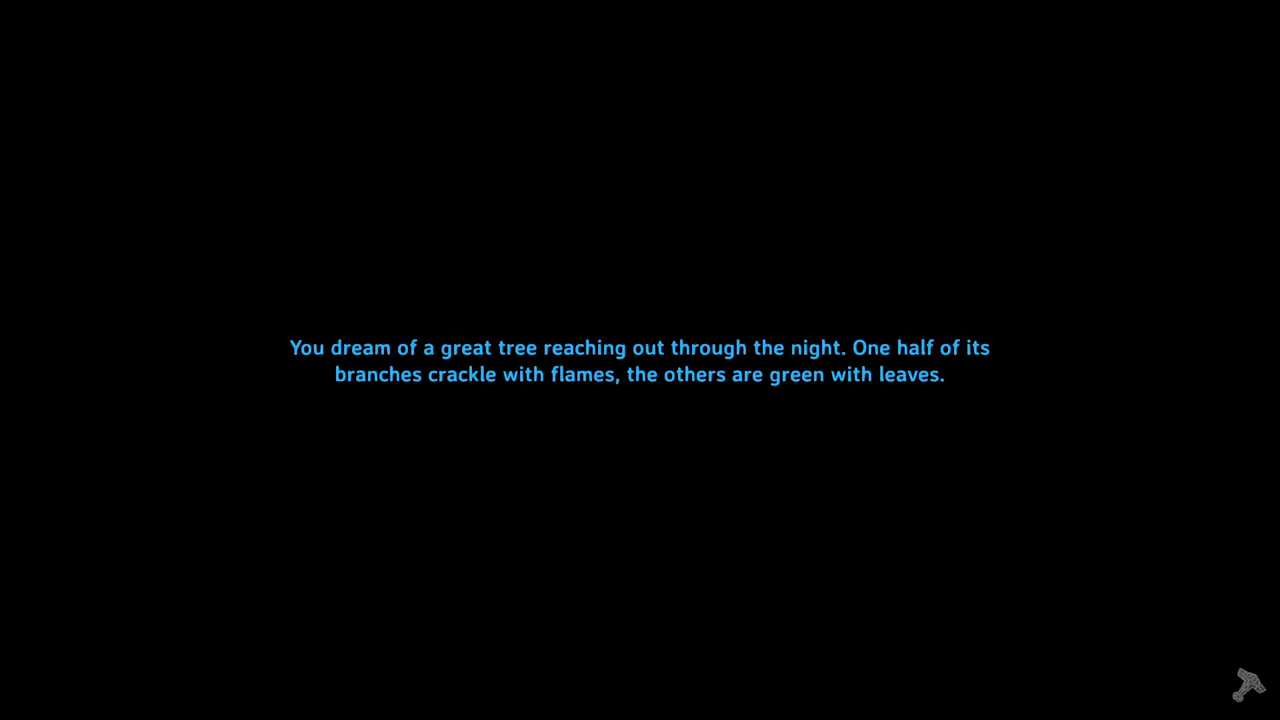 You dream of a great tree reaching out through the night. One half of its
branches crackle with flames, the others are green with leaves.